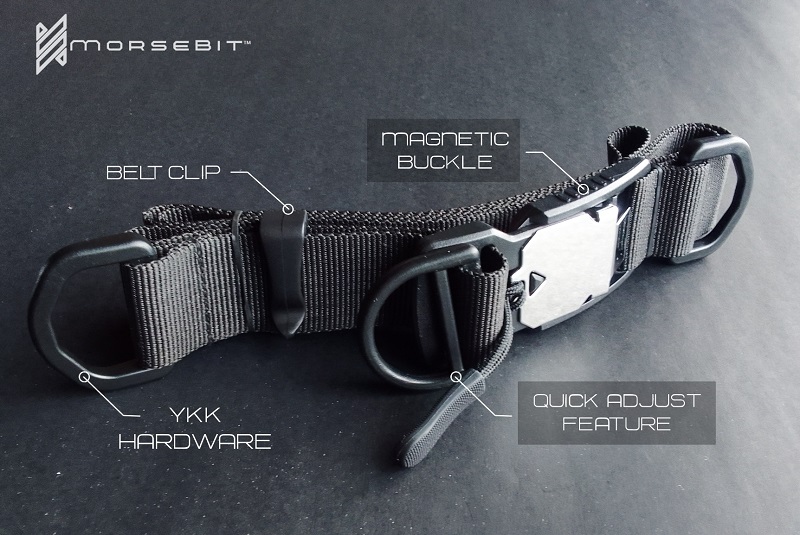 MORSEBIT™
MAGNETIC
BUCKLE
BELT CLIP
QUICK ADJUST
FEATURE
YKK
HARDWARE